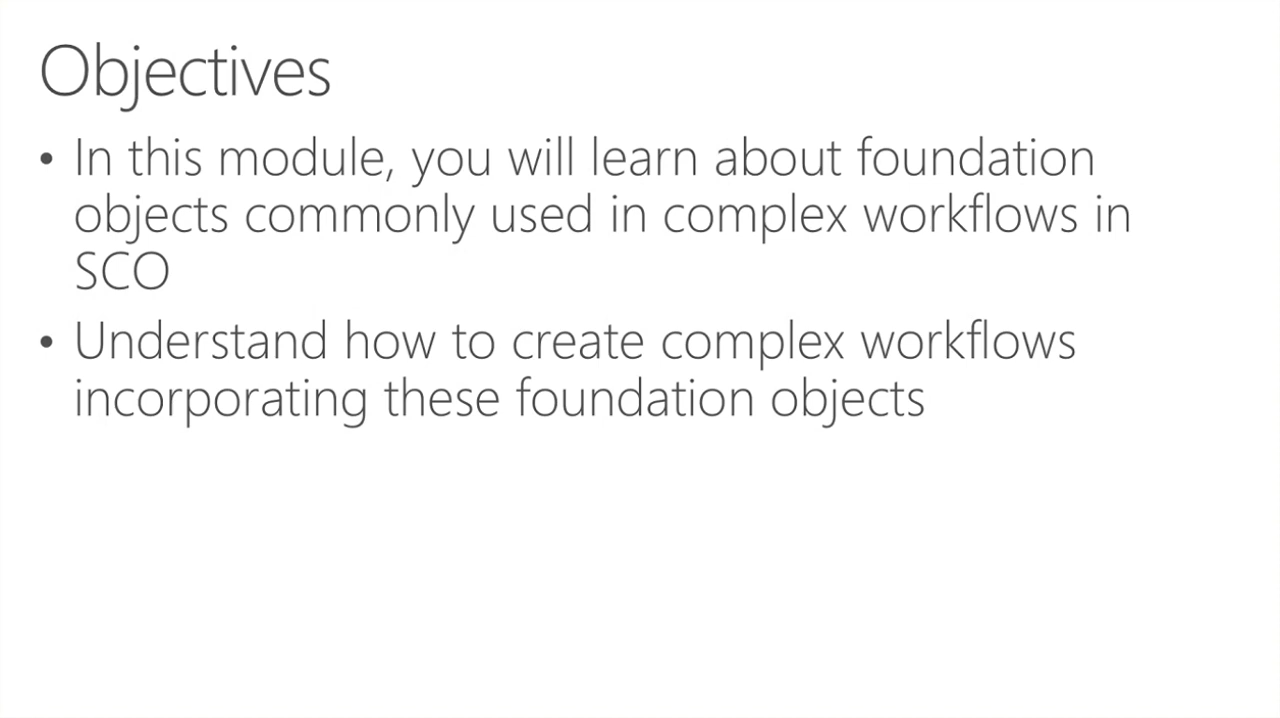 Objectives
• In this module, you will learn about foundation
objects commonly used in complex workflows in
SCO
• Understand how to create complex workflows
incorporating these foundation objects